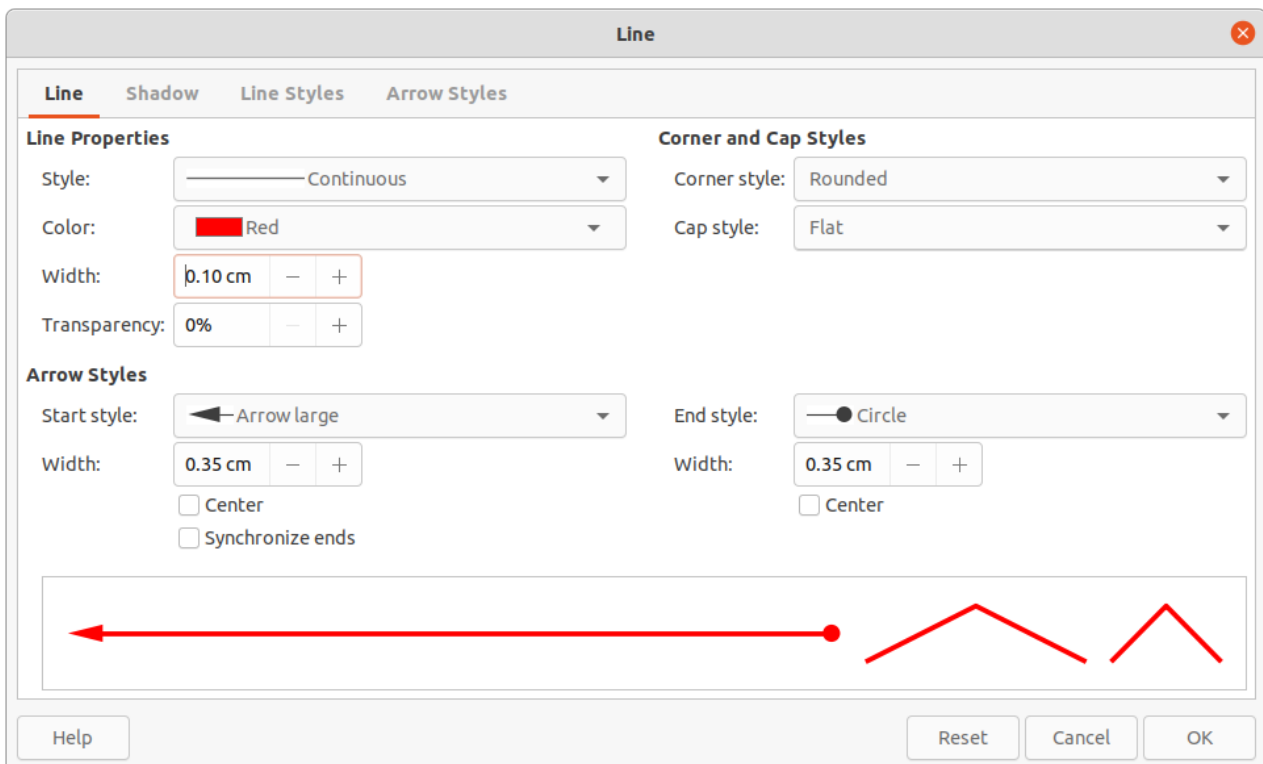 Line
Line Shadow Line Styles Arrow Styles
Line Properties
Style: Continuous
Color: Red
Width: 0.10 cm − +
Transparency: 0% − +
Corner and Cap Styles
Corner style: Rounded
Cap style: Flat
Arrow Styles
Start style: Arrow large
Width: 0.35 cm − +
Center
Synchronize ends
End style: Circle
Width: 0.35 cm − +
Center
Help Reset Cancel OK